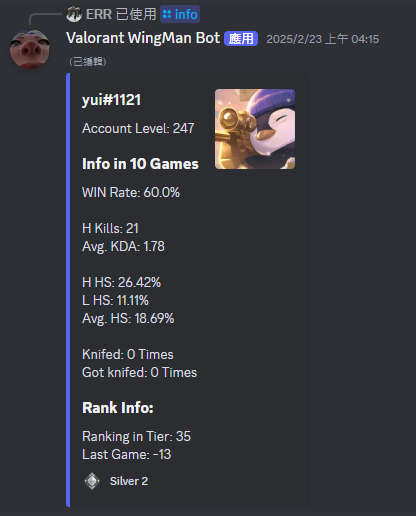 ERR 已使用 info
Valorant WingMan Bot 應用 2025/2/23 上午 04:15
(已編輯)
yui#1121
Account Level: 247
Info in 10 Games
WIN Rate: 60.0%
H Kills: 21
Avg. KDA: 1.78
H HS: 26.42%
L HS: 11.11%
Avg. HS: 18.69%
Knifed: 0 Times
Got knifed: 0 Times
Rank Info:
Ranking in Tier: 35
Last Game: -13
Silver 2